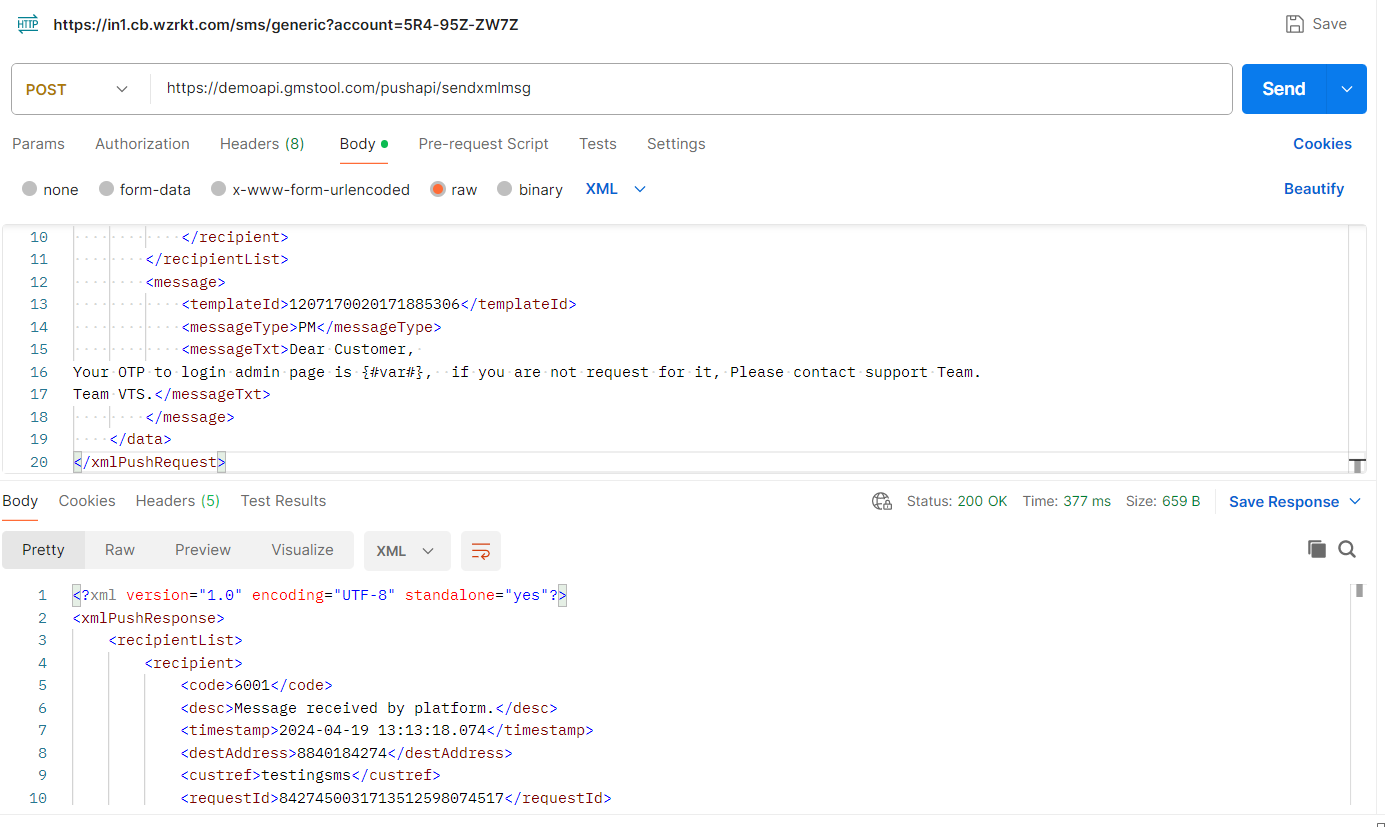 HTTP https://in1.cb.wzrkt.com/sms/generic?account=5R4-95Z-ZW7Z Save
POST https://demoapi.gmstool.com/pushapi/sendxmlmsg Send
Params Authorization Headers (8) Body Pre-request Script Tests Settings Cookies
none form-data x-www-form-urlencoded raw binary XML Beautify
10 </recipient>
11 </recipientList>
12 <message>
13 <templateId>1207170020171885306</templateId>
14 <messageType>PM</messageType>
15 <messageTxt>Dear Customer,
16 Your OTP to login admin page is {#var#},  if you are not request for it, Please contact support Team.
17 Team VTS.</messageTxt>
18 </message>
19 </data>
20 </xmlPushRequest>
Body Cookies Headers (5) Test Results Status: 200 OK Time: 377 ms Size: 659 B Save Response
Pretty Raw Preview Visualize XML
1 <?xml version="1.0" encoding="UTF-8" standalone="yes"?>
2 <xmlPushResponse>
3 <recipientList>
4 <recipient>
5 <code>6001</code>
6 <desc>Message received by platform.</desc>
7 <timestamp>2024-04-19 13:13:18.074</timestamp>
8 <destAddress>8840184274</destAddress>
9 <custref>testingsms</custref>
10 <requestId>8427450031713512598074517</requestId>